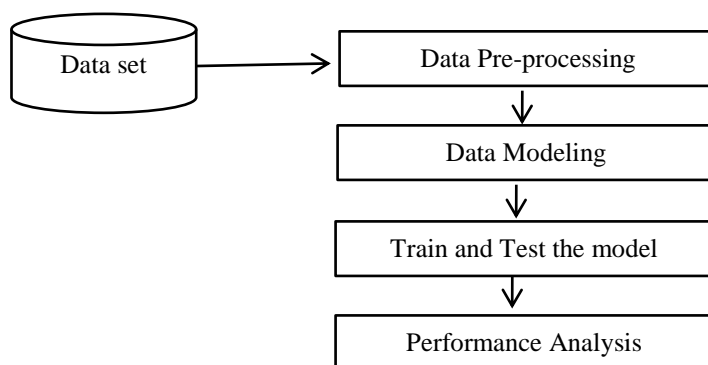 Data set
Data Pre-processing
Data Modeling
Train and Test the model
Performance Analysis